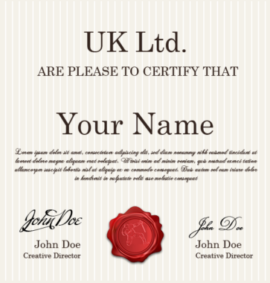 UK Ltd.
ARE PLEASE TO CERTIFY THAT
Your Name
Lorem ipsum dolor sit amet, consectetuer adipiscing elit, sed diam nonummy nibh euismod tincidunt ut
laoreet dolore magna aliquam erat volutpat. Wisi enim ad minim veniam, quis nostrud exerci tation
ullamcorper suscipit lobortis nisl ut aliquip ex ea commodo consequat. Duis autem vel eum iriure dolor
in hendrerit in vulputate velit esse molestie consequat
John Doe John Doe
John Doe John Doe
Creative Director Creative Director